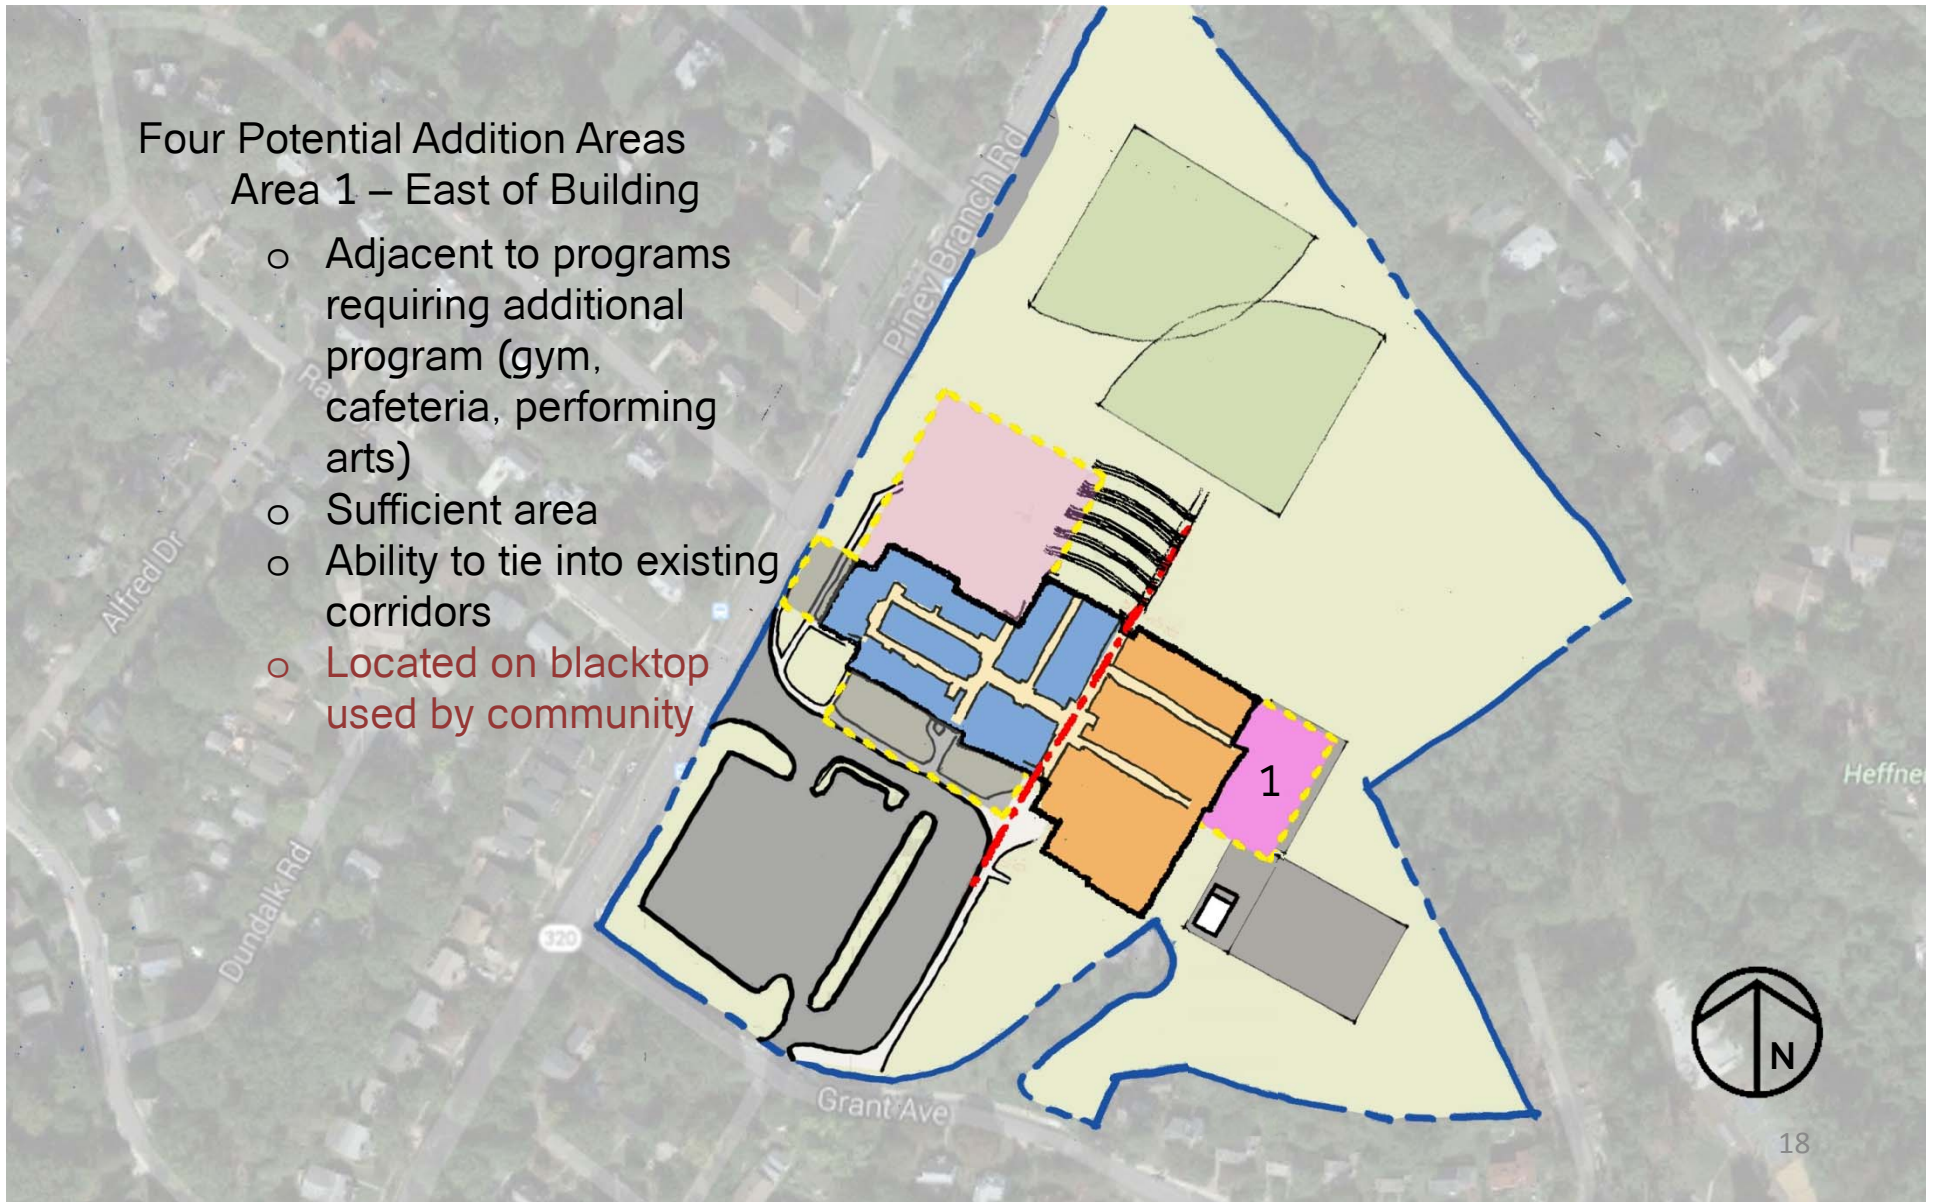 Four Potential Addition Areas
Area 1 – East of Building
o Adjacent to programs
requiring additional
program (gym,
cafeteria, performing
arts)
o Sufficient area
o Ability to tie into existing
corridors
o Located on blacktop
used by community
Piney Branch Rd
Alfred Dr
Dundalk Rd
320
Grant Ave
1
Heffne
N
18